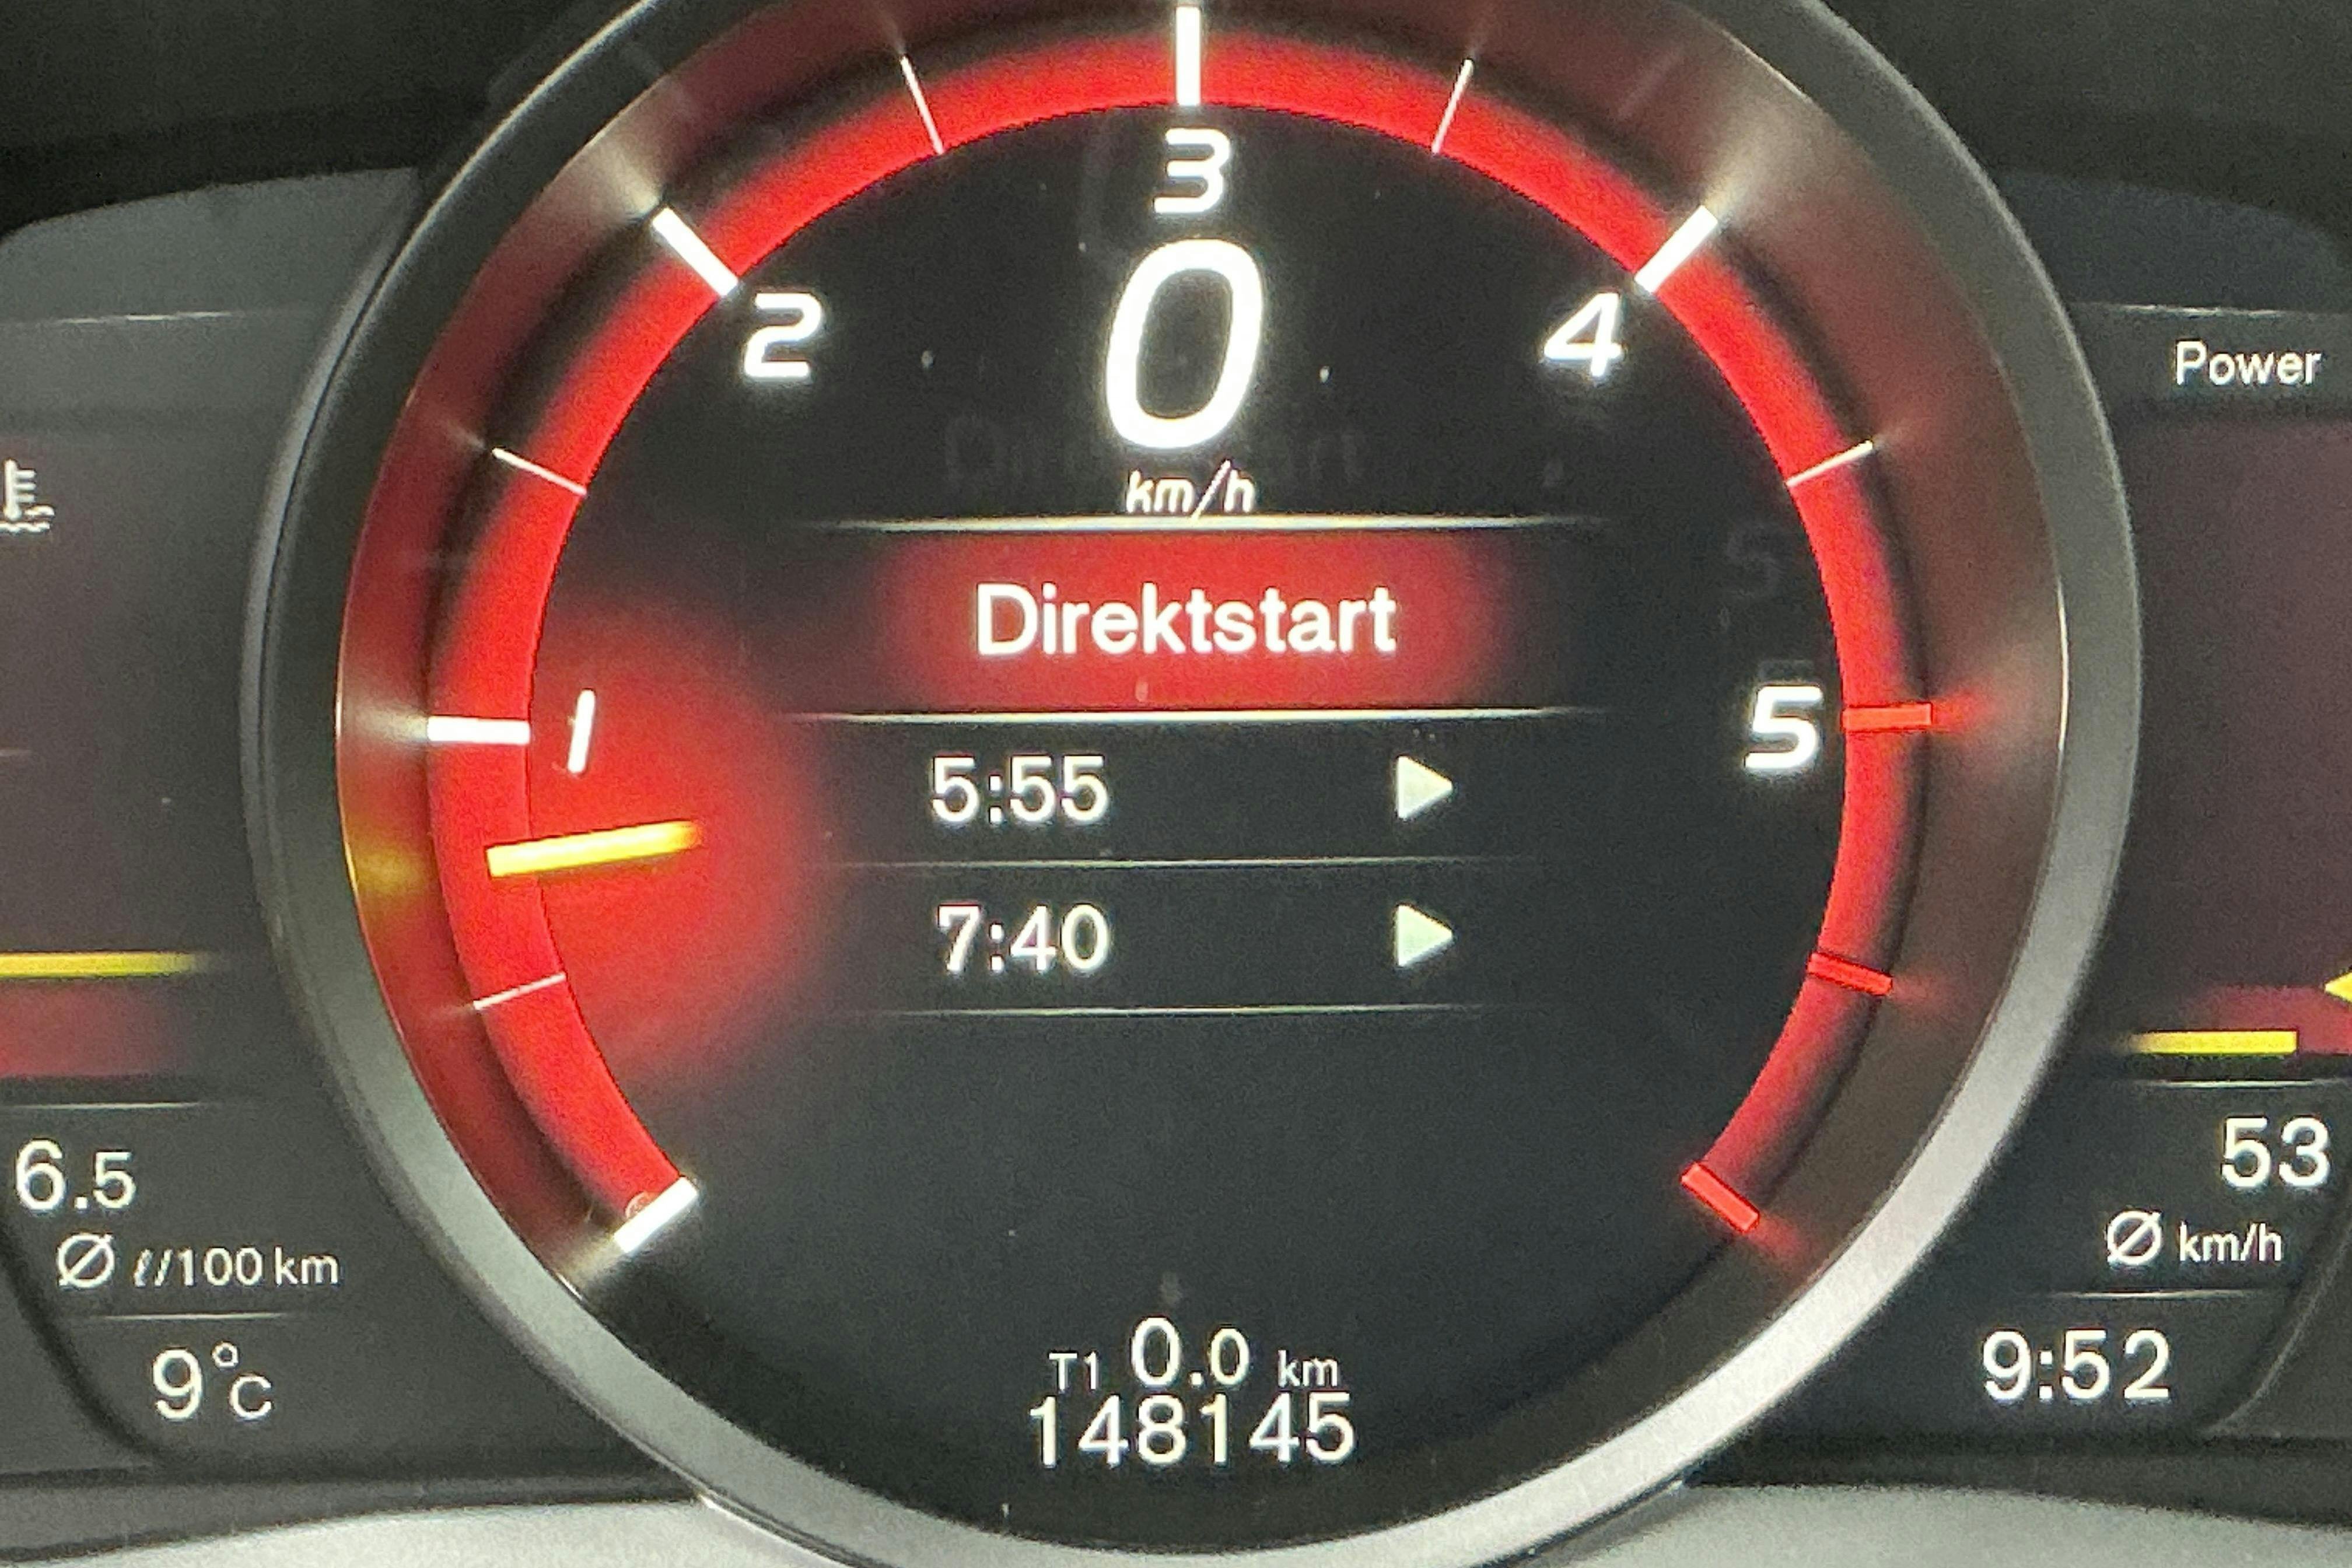 3
2
4
0
km/h
Power
Direktstart
1
5
5:55
7:40
6.5
53
Ø ℓ/100 km
Ø km/h
9°C
T1 0.0 km
9:52
148145